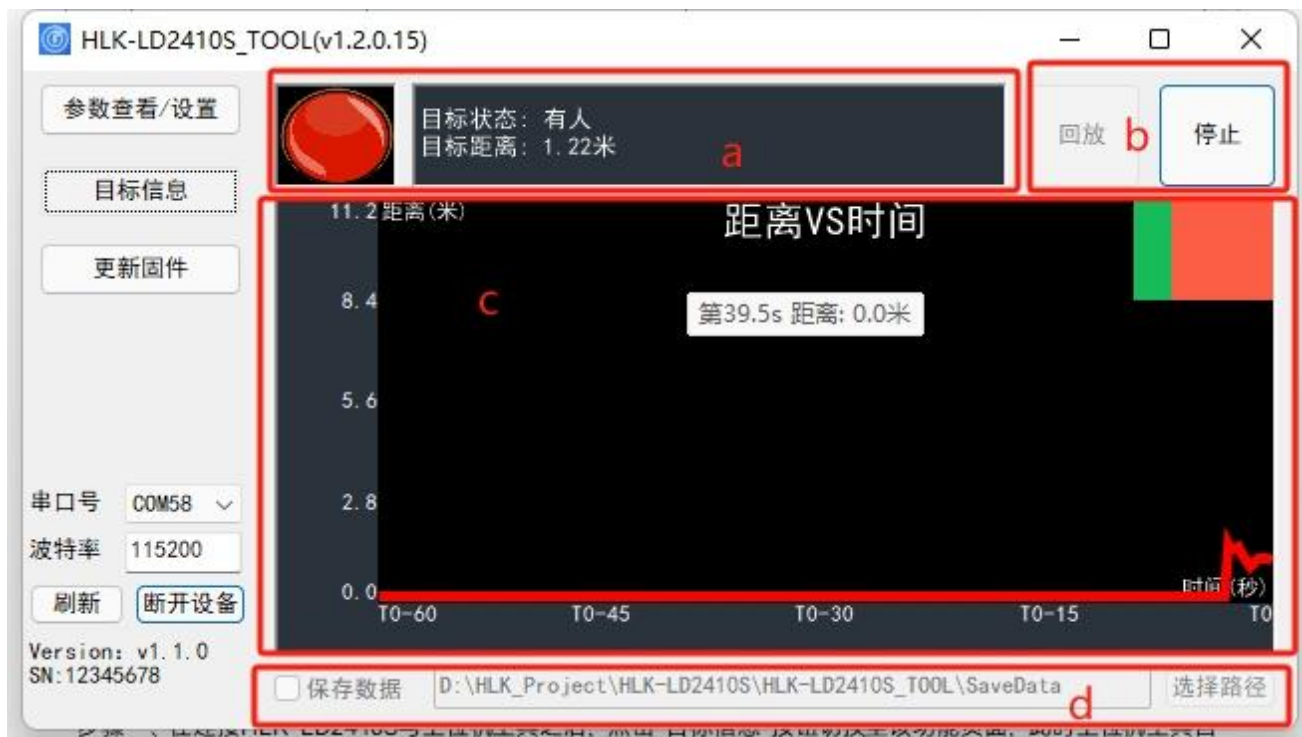 HLK-LD2410S_TOOL(v1.2.0.15)
参数查看/设置
目标信息
更新固件
目标状态: 有人
目标距离: 1.22米
a
回放
b
停止
11.2
距离(米)
距离VS时间
8.4
c
第39.5s 距离: 0.0米
5.6
2.8
0.0
时间(秒)
T0-60
T0-45
T0-30
T0-15
T0
串口号
COM58
波特率
115200
刷新
断开设备
Version: v1.1.0
SN:12345678
保存数据
D:\HLK_Project\HLK-LD2410S\HLK-LD2410S_TOOL\SaveData
d
选择路径